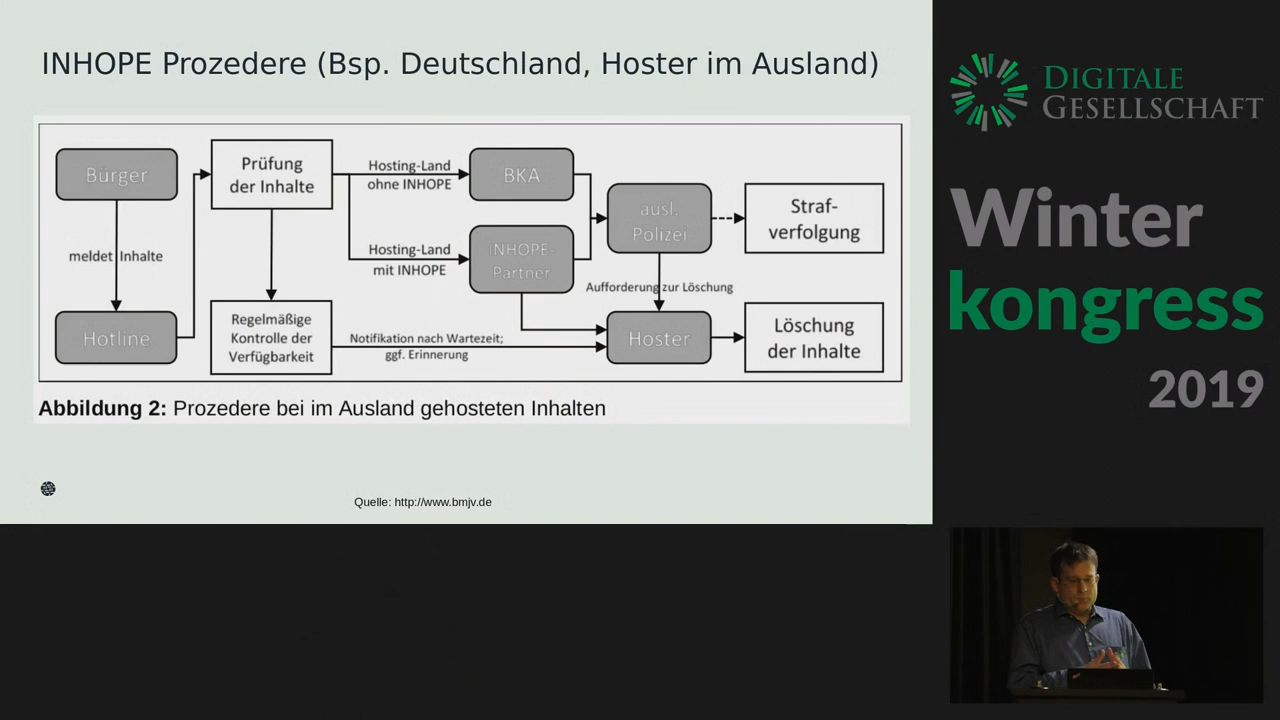 INHOPE Prozedere (Bsp. Deutschland, Hoster im Ausland)
Bürger
Prüfung
der Inhalte
Hosting-Land
ohne INHOPE
BKA
ausl.
Polizei
Straf-
verfolgung
meldet Inhalte
Hosting-Land
mit INHOPE
INHOPE-
Partner
Aufforderung zur Löschung
Hotline
Regelmäßige
Kontrolle der
Verfügbarkeit
Notifikation nach Wartezeit;
ggf. Erinnerung
Hoster
Löschung
der Inhalte
Abbildung 2: Prozedere bei im Ausland gehosteten Inhalten
Quelle: http://www.bmjv.de
DIGITALE
GESELLSCHAFT
Winter
kongress
2019